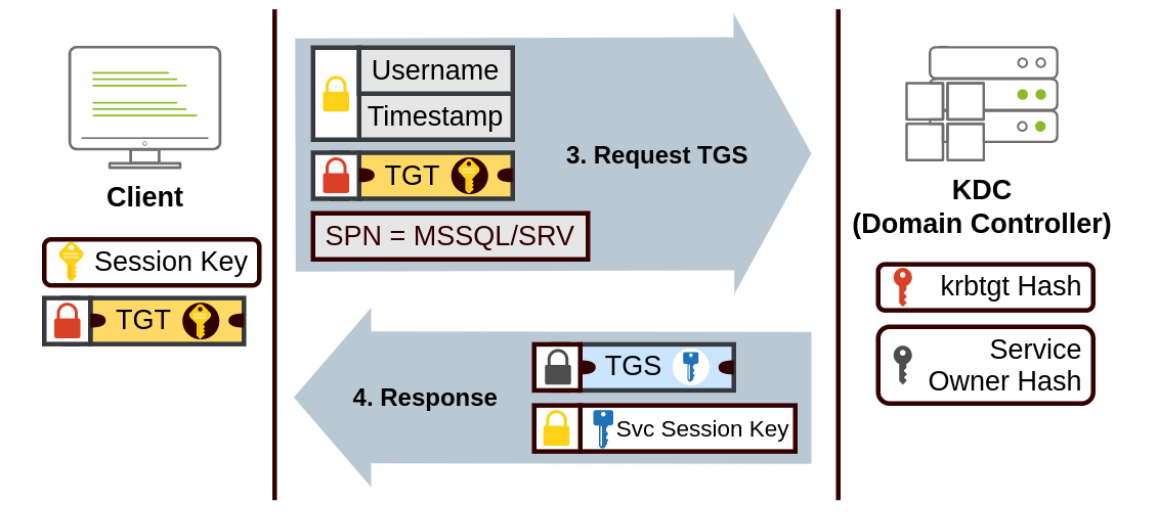 Client
Session Key
TGT
Username
Timestamp
TGT
SPN = MSSQL/SRV
3. Request TGS
4. Response
TGS
Svc Session Key
KDC
(Domain Controller)
krbtgt Hash
Service
Owner Hash